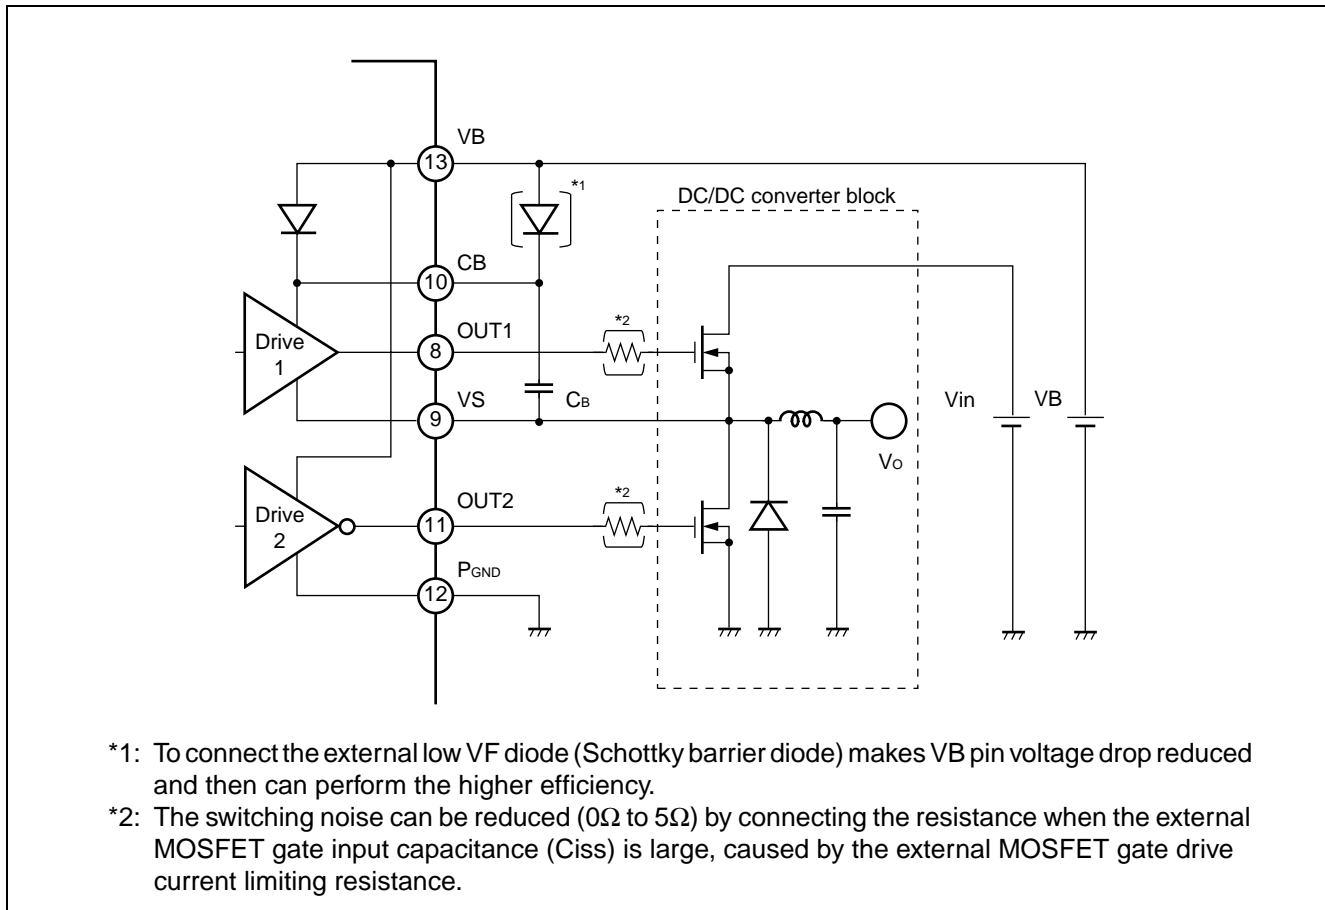 VB
13
*1
DC/DC converter block
CB
10
Drive
1
OUT1
8
*2
VS
9
CB
Vin
VB
VO
Drive
2
OUT2
11
*2
PGND
12
*1: To connect the external low VF diode (Schottky barrier diode) makes VB pin voltage drop reduced
and then can perform the higher efficiency.
*2: The switching noise can be reduced (0Ω to 5Ω) by connecting the resistance when the external
MOSFET gate input capacitance (Ciss) is large, caused by the external MOSFET gate drive
current limiting resistance.